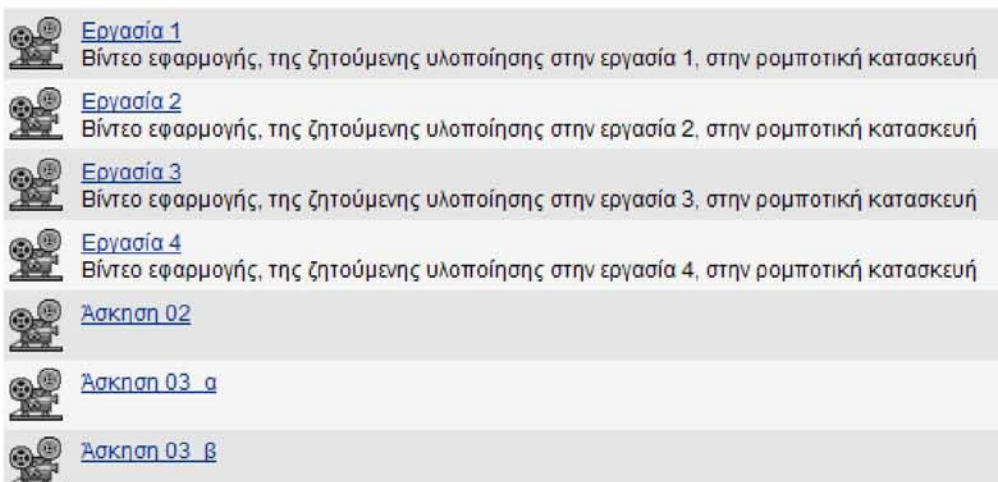 Εργασία 1
Βίντεο εφαρμογής, της ζητούμενης υλοποίησης στην εργασία 1, στην ρομποτική κατασκευή
Εργασία 2
Βίντεο εφαρμογής, της ζητούμενης υλοποίησης στην εργασία 2, στην ρομποτική κατασκευή
Εργασία 3
Βίντεο εφαρμογής, της ζητούμενης υλοποίησης στην εργασία 3, στην ρομποτική κατασκευή
Εργασία 4
Βίντεο εφαρμογής, της ζητούμενης υλοποίησης στην εργασία 4, στην ρομποτική κατασκευή
Άσκηση 02
Άσκηση 03_α
Άσκηση 03_β